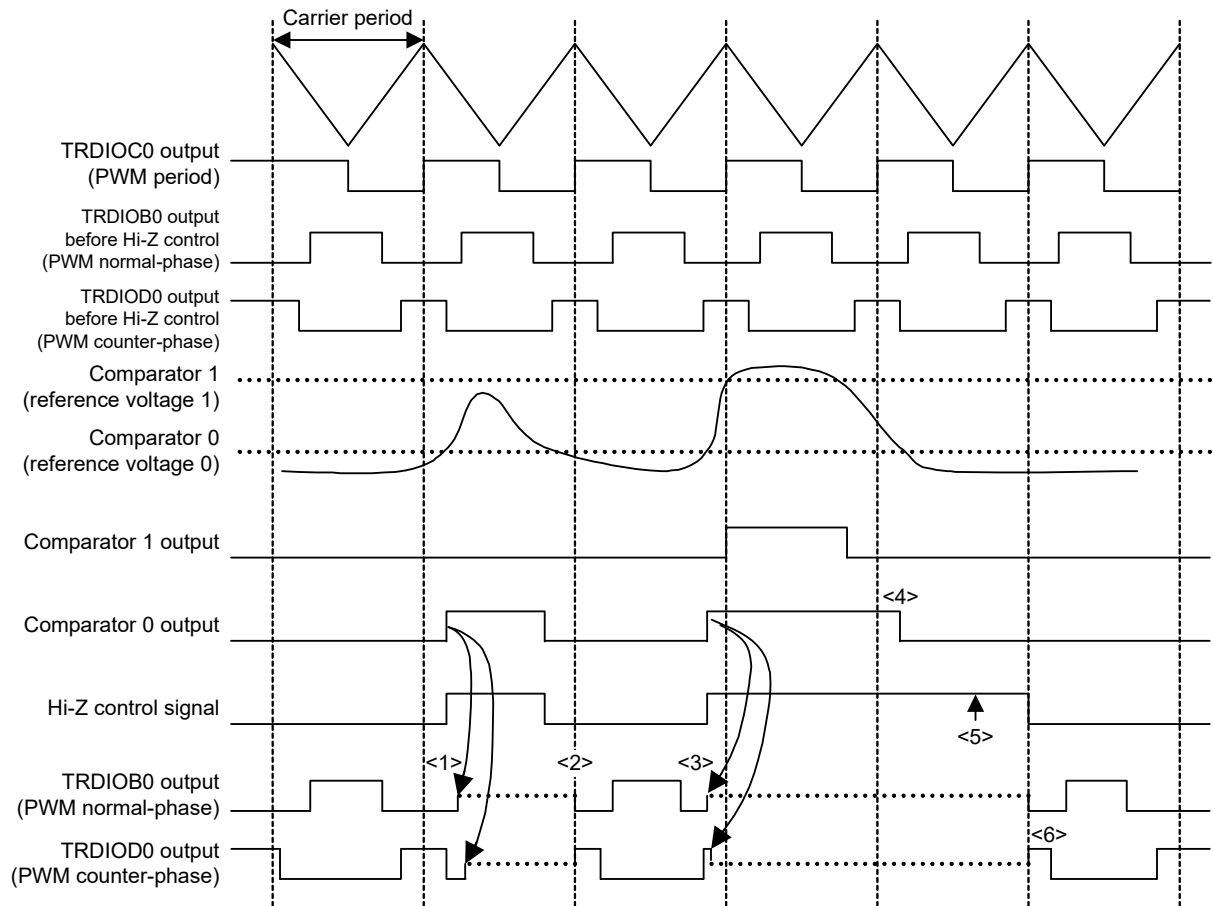 Carrier period
TRDIOC0 output
(PWM period)
TRDIOB0 output
before Hi-Z control
(PWM normal-phase)
TRDIOD0 output
before Hi-Z control
(PWM counter-phase)
Comparator 1
(reference voltage 1)
Comparator 0
(reference voltage 0)
Comparator 1 output
<4>
Comparator 0 output
Hi-Z control signal
<5>
<1>
<2>
<3>
TRDIOB0 output
(PWM normal-phase)
<6>
TRDIOD0 output
(PWM counter-phase)